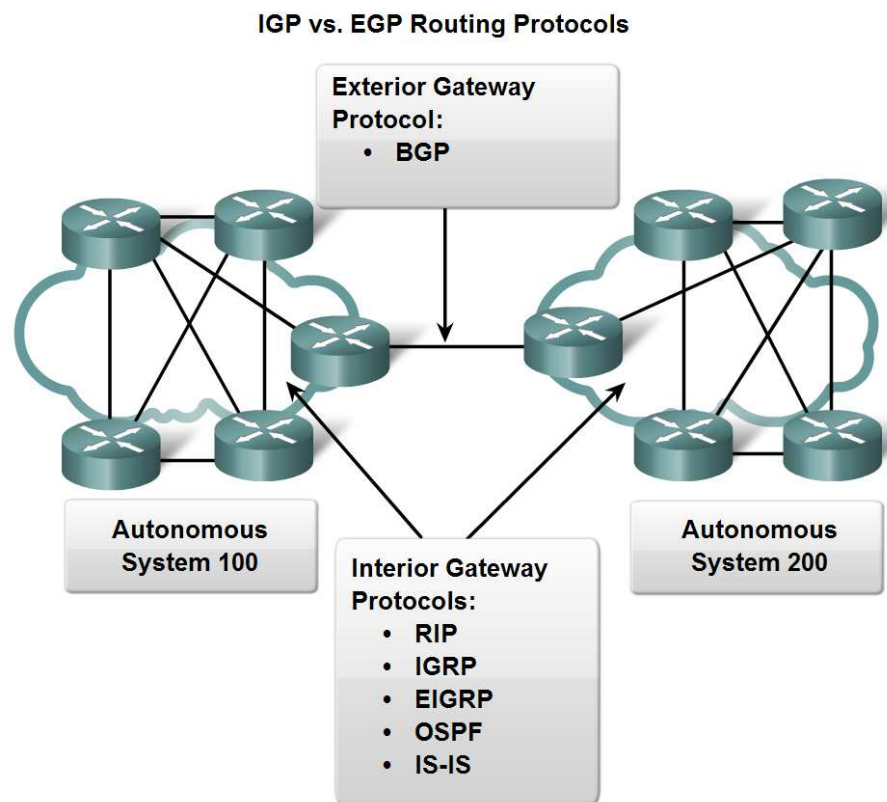 IGP vs. EGP Routing Protocols
Exterior Gateway
Protocol:
• BGP
Autonomous
System 100
Autonomous
System 200
Interior Gateway
Protocols:
• RIP
• IGRP
• EIGRP
• OSPF
• IS-IS